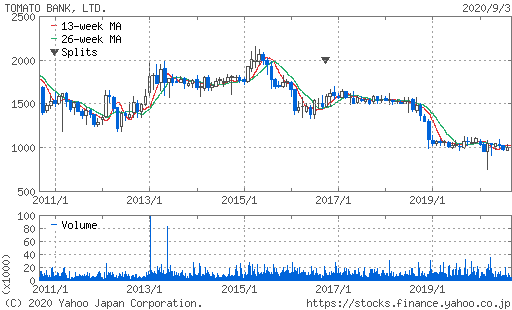 TOMATO BANK, LTD. 2020/9/3
2500
13-week MA
26-week MA
Splits
2000
1500
1000
500
2011/1 2013/1 2015/1 2017/1 2019/1
100
Volume
80
60
40
20
0
(x1000)
2011/1 2013/1 2015/1 2017/1 2019/1
(C) 2020 Yahoo Japan Corporation. https://stocks.finance.yahoo.co.jp